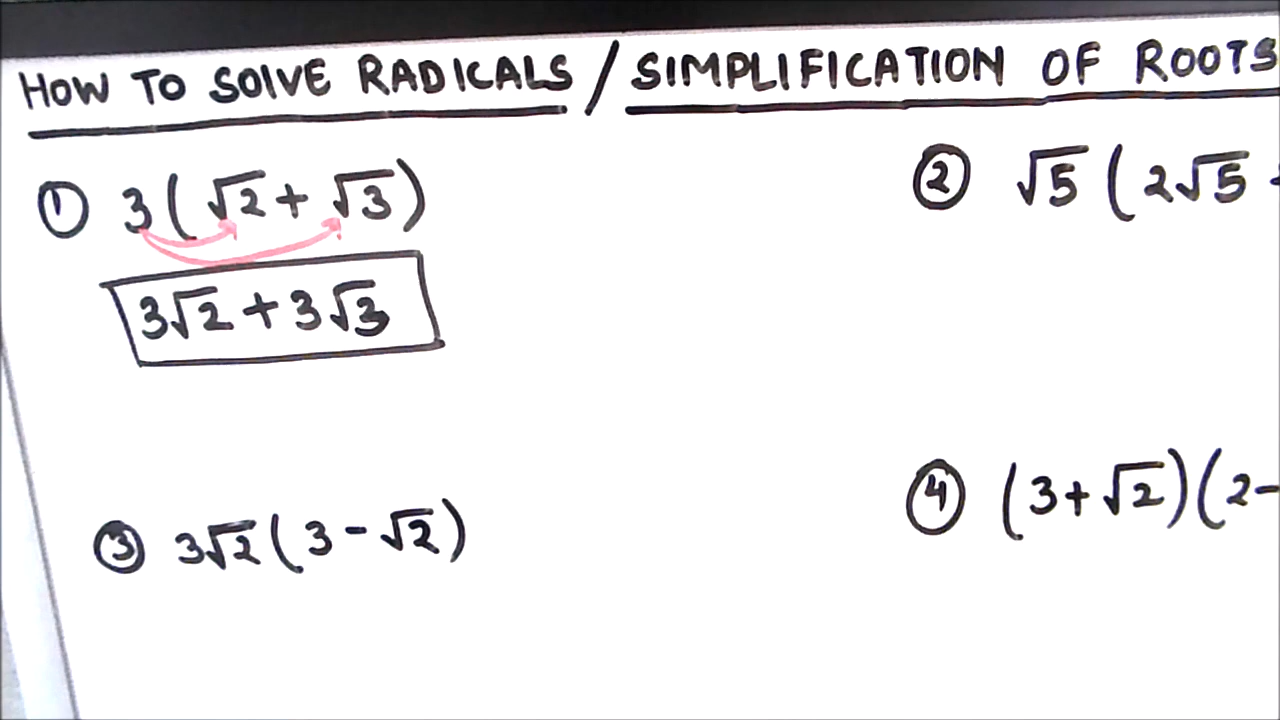 HOW TO SOLVE RADICALS / SIMPLIFICATION OF ROOTS
① 3(√2 + √3)
3√2 + 3√3
② √5 (2√5
③ 3√2 (3 - √2)
④ (3 + √2)(2 -